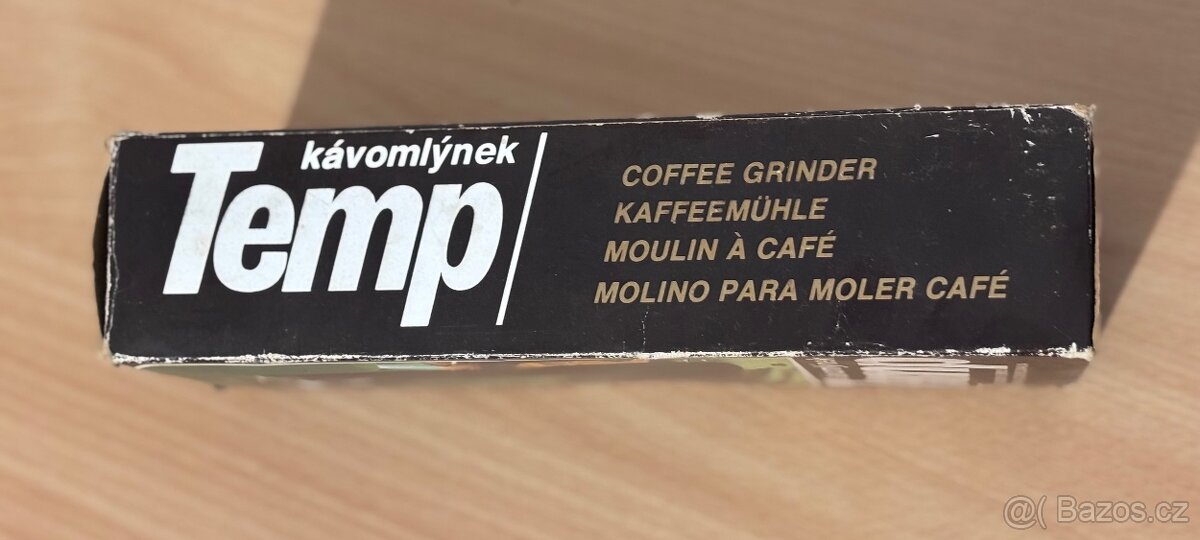 kávomlýnek
Temp
COFFEE GRINDER
KAFFEEMÜHLE
MOULIN À CAFÉ
MOLINO PARA MOLER CAFÉ
@( Bazos.cz